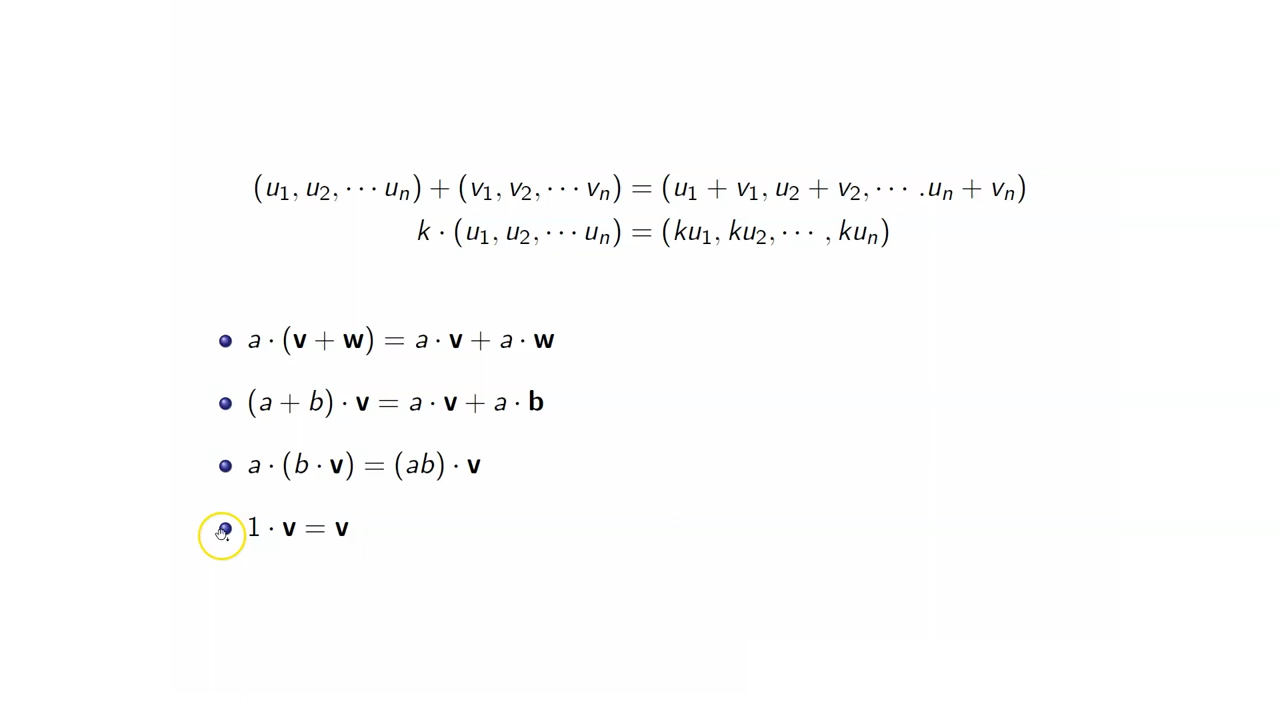 (u₁, u₂, ··· uₙ) + (v₁, v₂, ··· vₙ) = (u₁ + v₁, u₂ + v₂, ··· .uₙ + vₙ)
k · (u₁, u₂, ··· uₙ) = (ku₁, ku₂, ··· , kuₙ)
• a · (v + w) = a · v + a · w
• (a + b) · v = a · v + a · b
• a · (b · v) = (ab) · v
• 1 · v = v